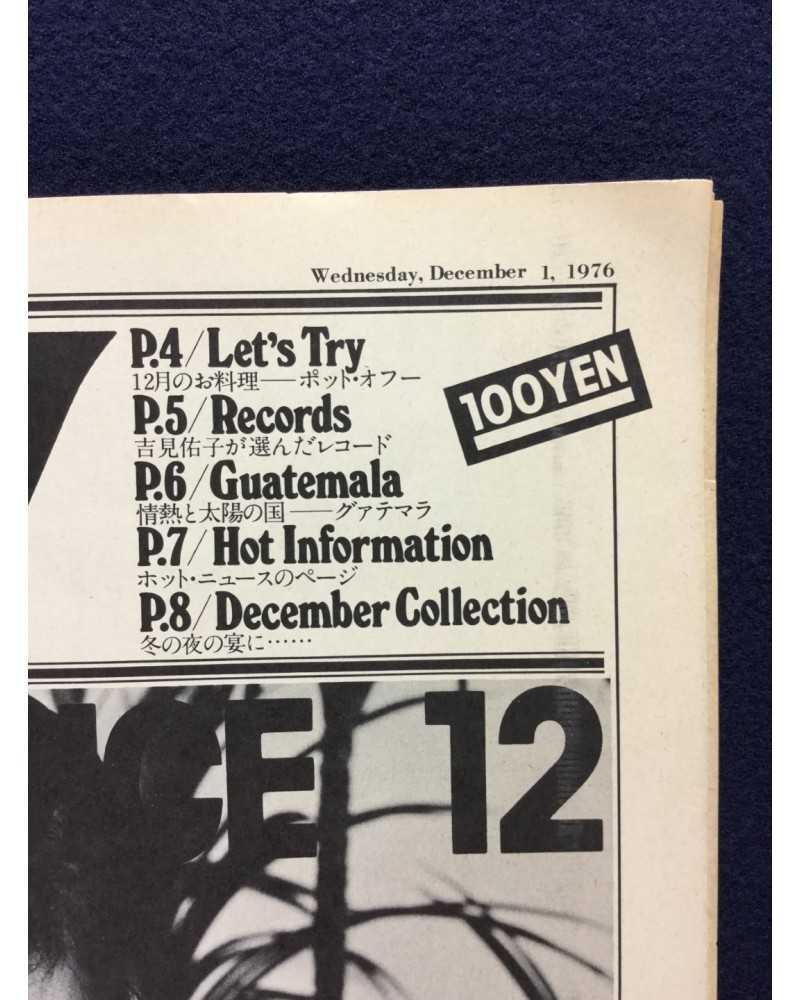 Wednesday, December 1, 1976
P.4/Let's Try
12月のお料理——ポット・オフー
100YEN
P.5/Records
吉見佑子が選んだレコード
P.6/Guatemala
情熱と太陽の国——グァテマラ
P.7/Hot Information
ホット・ニュースのページ
P.8/December Collection
冬の夜の宴に……
12